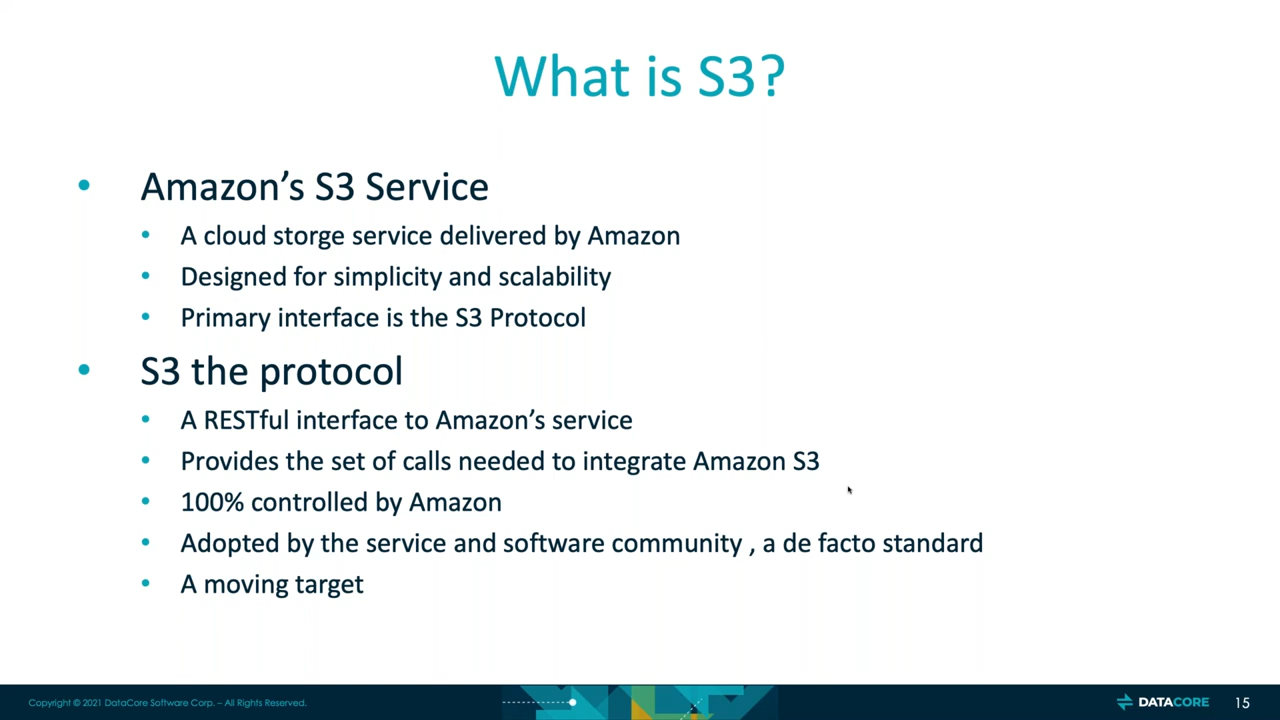 What is S3?
• Amazon’s S3 Service
• A cloud storge service delivered by Amazon
• Designed for simplicity and scalability
• Primary interface is the S3 Protocol
• S3 the protocol
• A RESTful interface to Amazon’s service
• Provides the set of calls needed to integrate Amazon S3
• 100% controlled by Amazon
• Adopted by the service and software community , a de facto standard
• A moving target
Copyright © 2021 DataCore Software Corp. – All Rights Reserved.
DATACORE
15